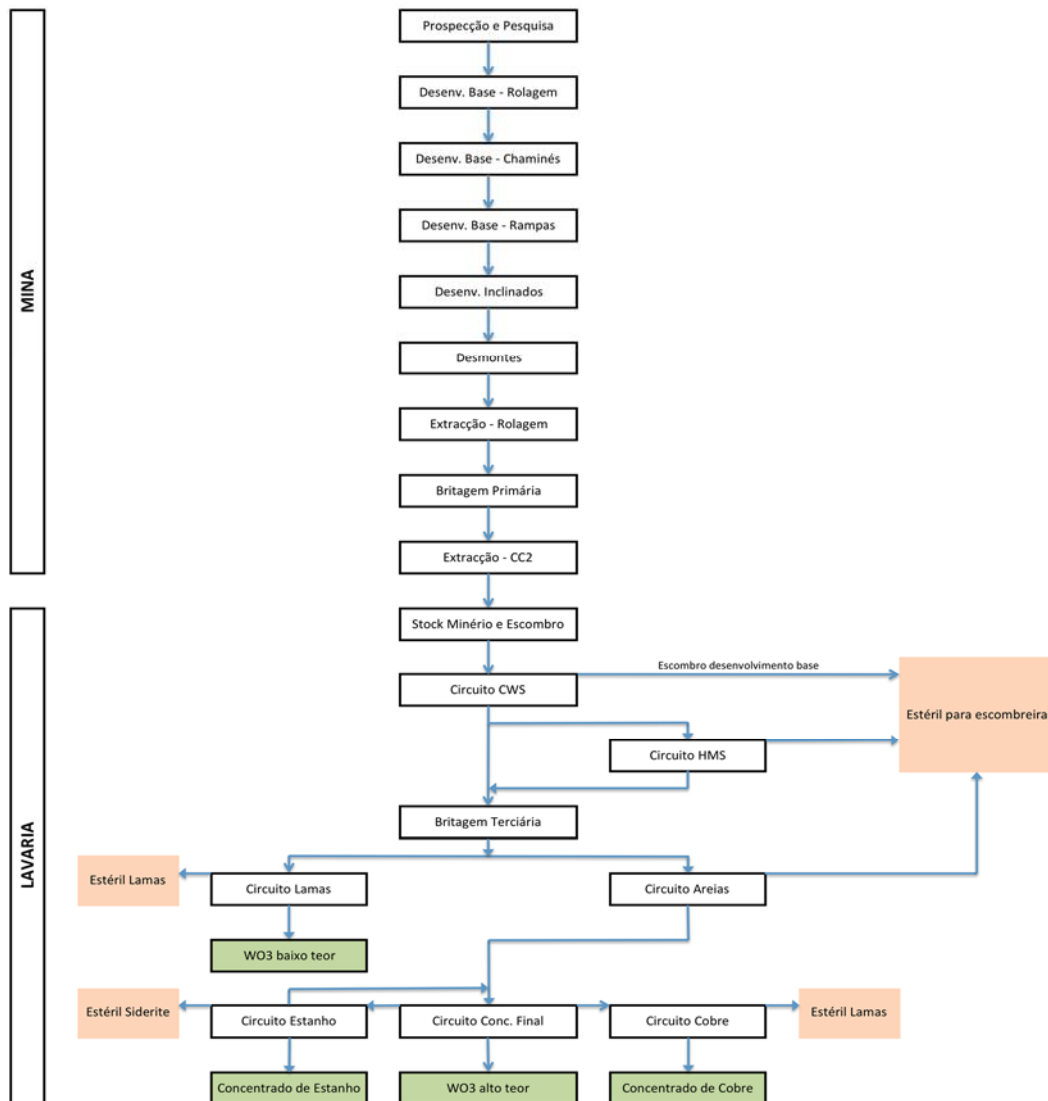 MINA
Prospecção e Pesquisa
Desenv. Base - Rolagem
Desenv. Base - Chaminés
Desenv. Base - Rampas
Desenv. Inclinados
Desmontes
Extracção - Rolagem
Britagem Primária
Extracção - CC2
LAVARIA
Stock Minério e Escombro
Escombro desenvolvimento base
Circuito CWS
Estéril para escombreira
Circuito HMS
Britagem Terciária
Estéril Lamas
Circuito Lamas
Circuito Areias
WO3 baixo teor
Estéril Siderite
Circuito Estanho
Circuito Conc. Final
Circuito Cobre
Estéril Lamas
Concentrado de Estanho
WO3 alto teor
Concentrado de Cobre